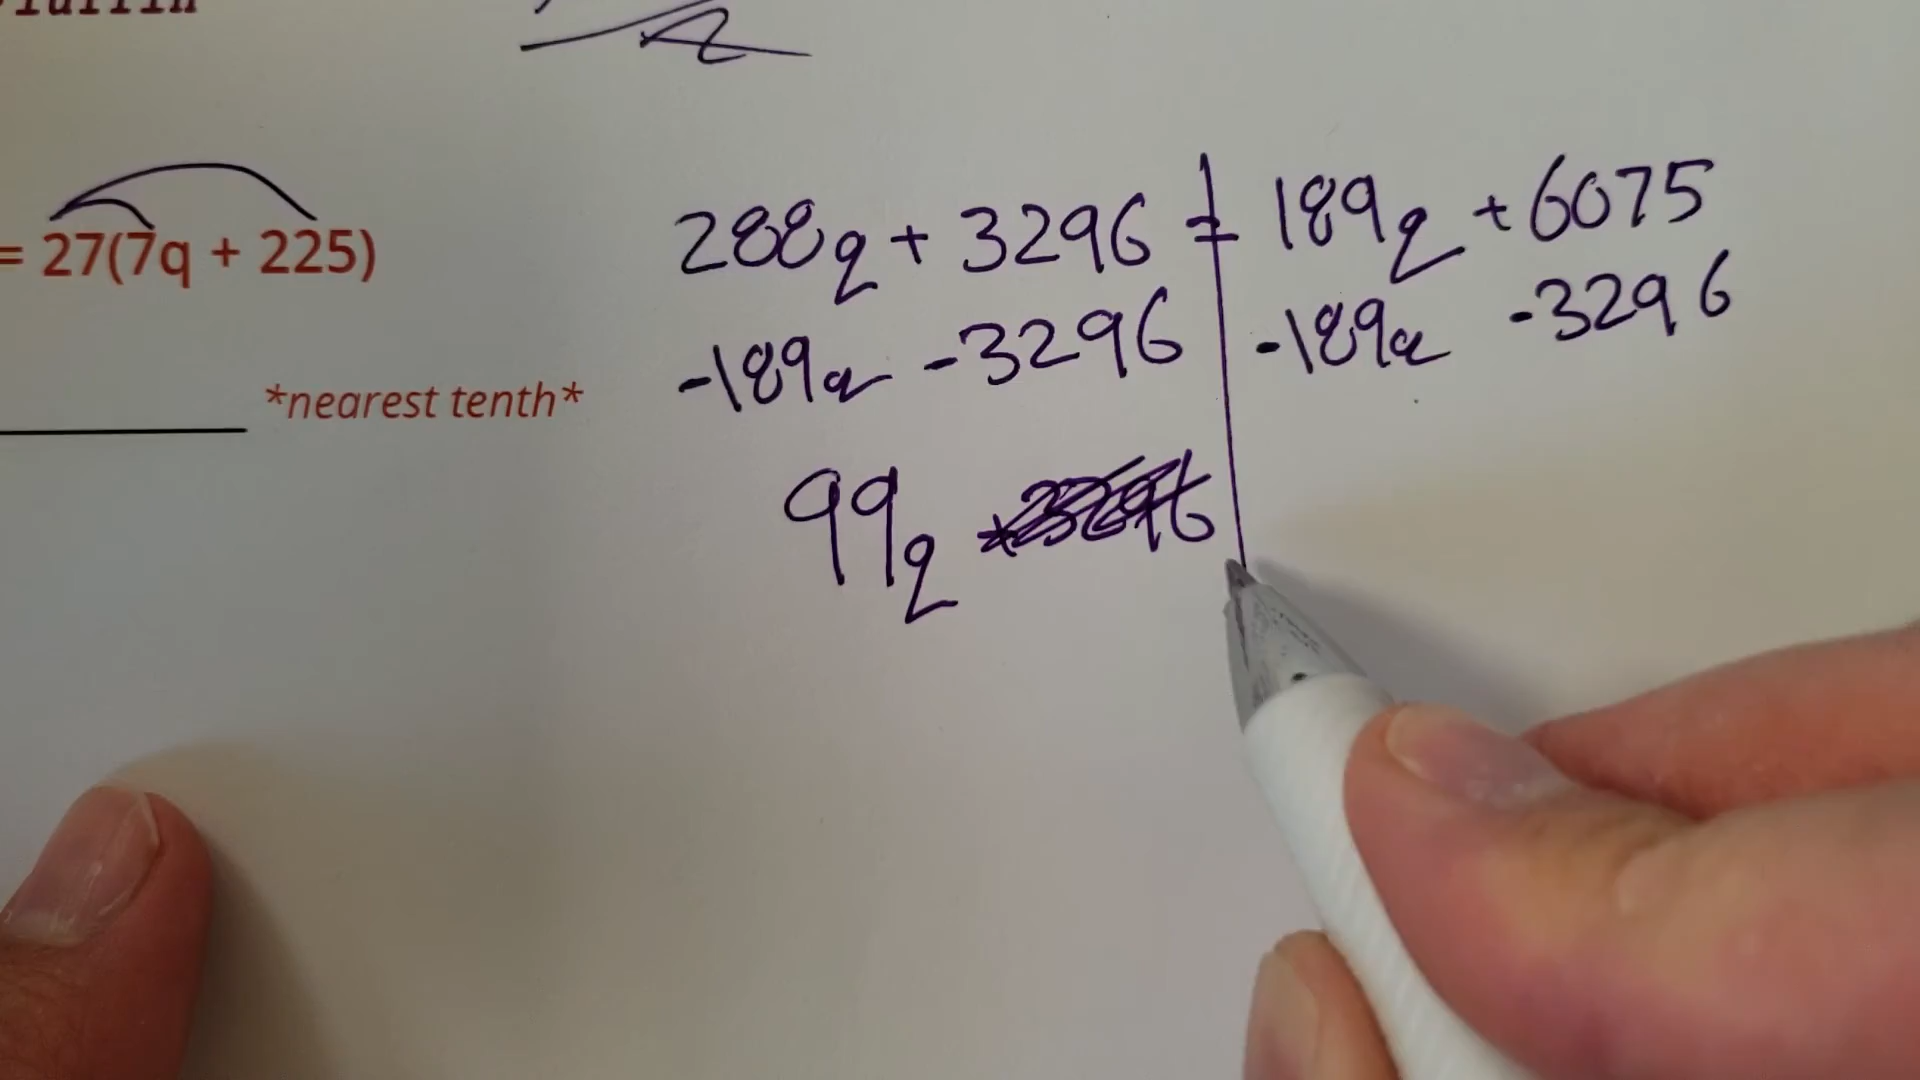 = 27(7q + 225)
*nearest tenth*
288q + 3296 = 189q + 6075
-189q - 3296 -189q - 3296
99q